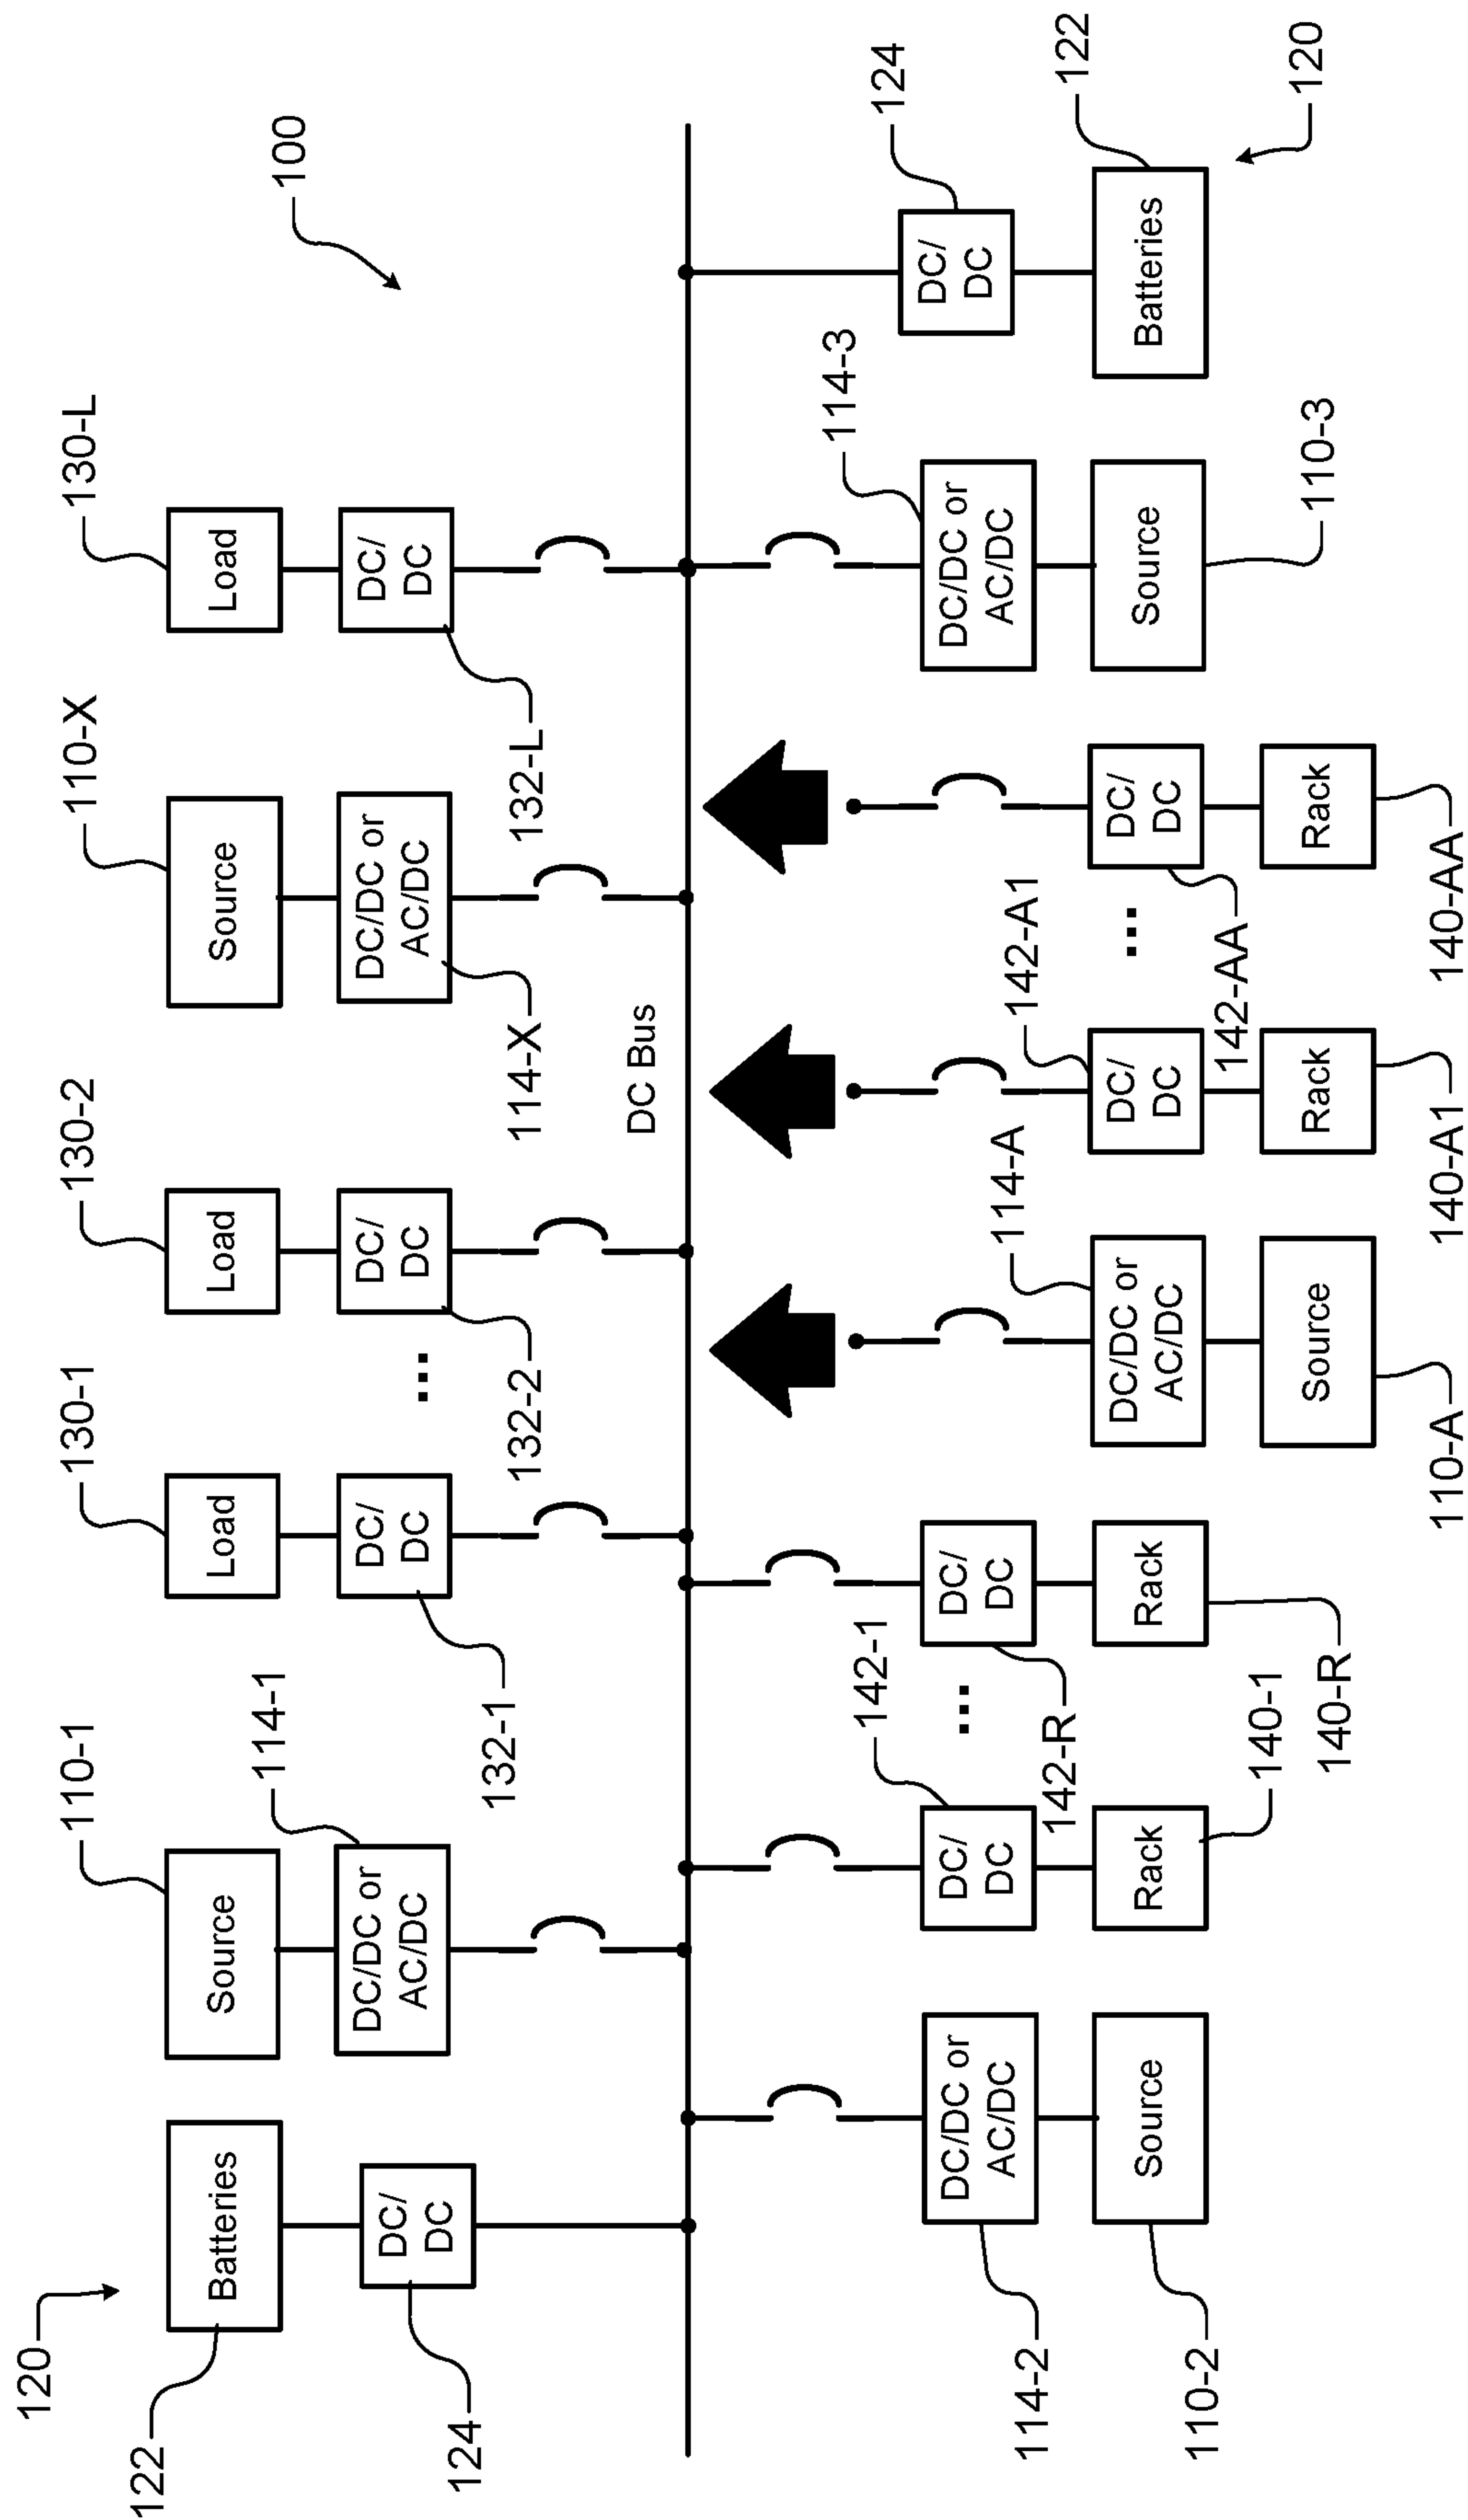 100
120
122
Batteries
DC/
DC
124
110-1
Source
114-1
DC/DC or
AC/DC
130-1
Load
DC/
DC
132-1
...
130-2
Load
DC/
DC
132-2
110-X
Source
DC/DC or
AC/DC
114-X
130-L
Load
DC/
DC
132-L
DC Bus
114-2
DC/DC or
AC/DC
Source
110-2
142-1
DC/
DC
Rack
140-1
...
DC/
DC
142-R
Rack
140-R
114-A
DC/DC or
AC/DC
Source
110-A
142-A1
DC/
DC
Rack
140-A1
...
DC/
DC
142-AA
Rack
140-AA
114-3
DC/DC or
AC/DC
Source
110-3
124
DC/
DC
122
Batteries
120